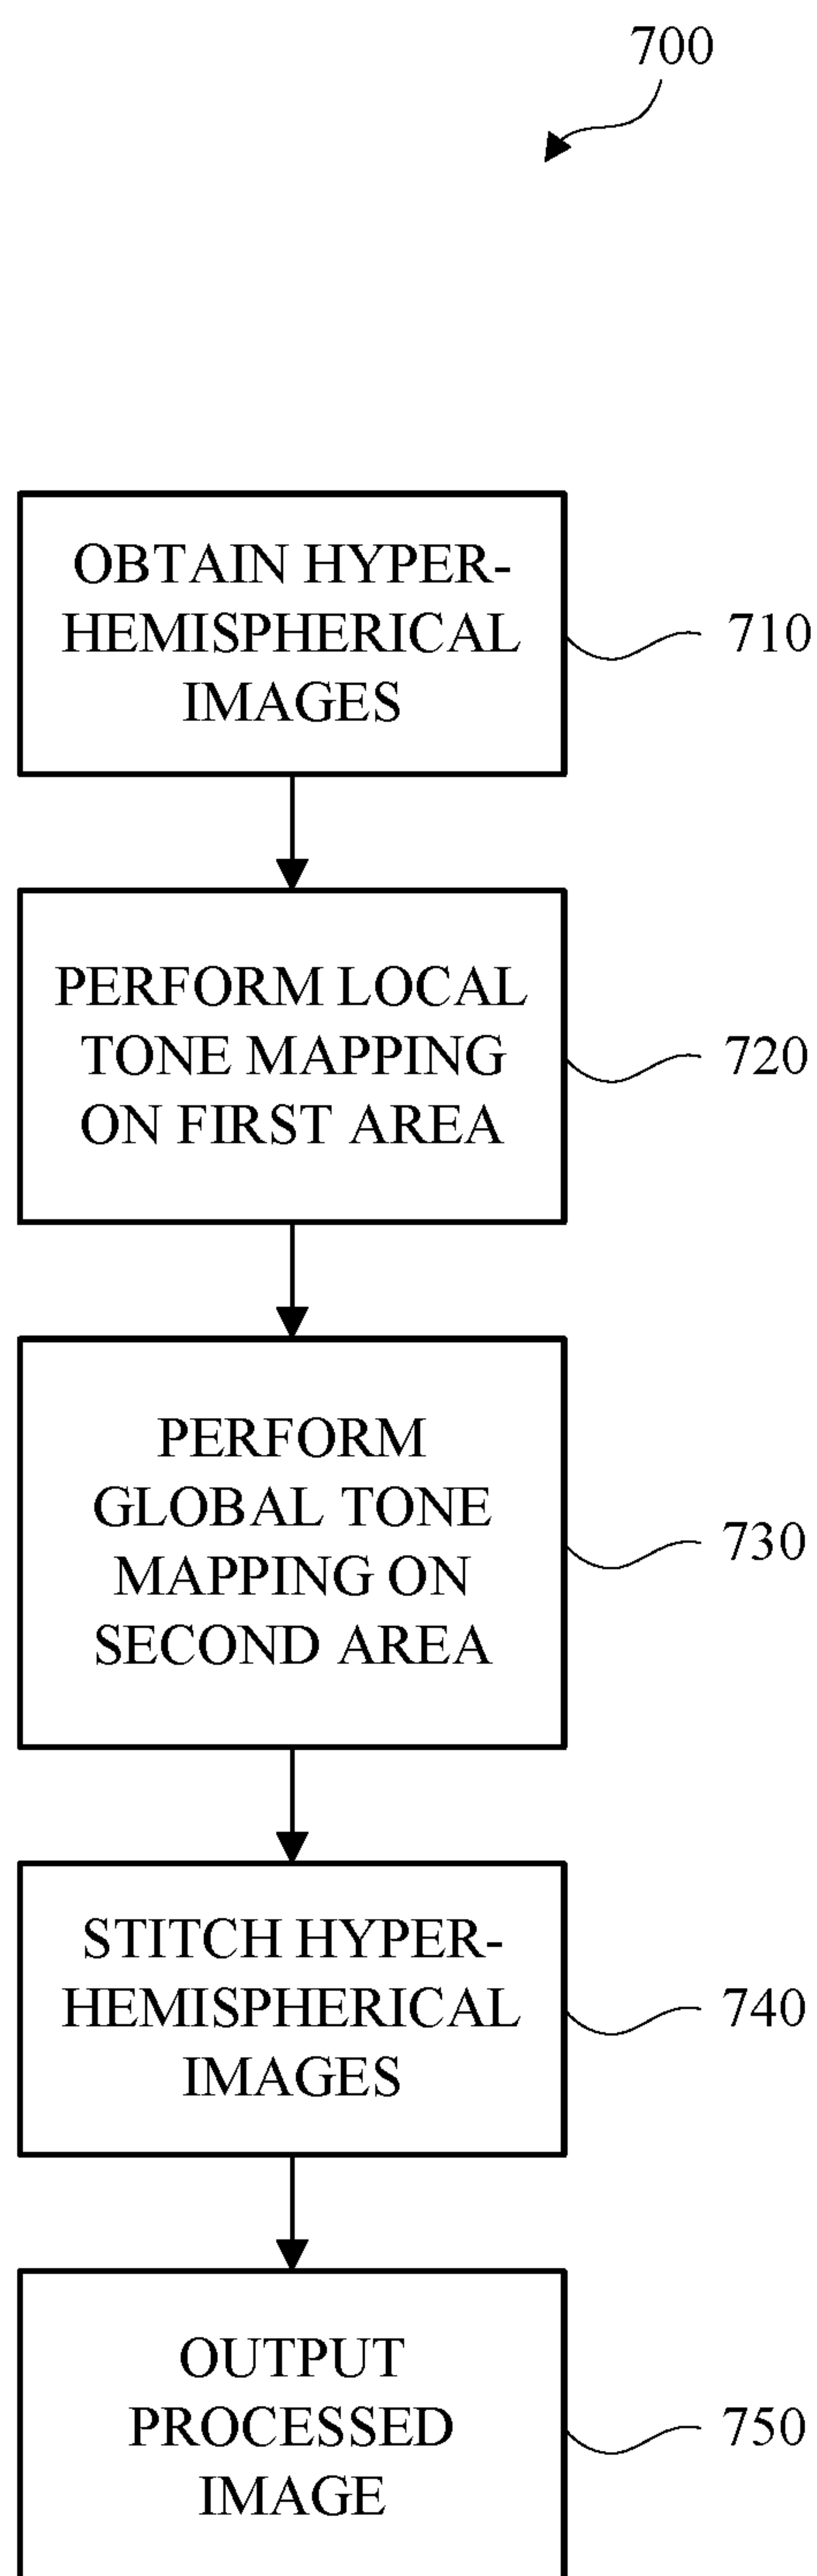 700
OBTAIN HYPER-
HEMISPHERICAL
IMAGES
710
PERFORM LOCAL
TONE MAPPING
ON FIRST AREA
720
PERFORM
GLOBAL TONE
MAPPING ON
SECOND AREA
730
STITCH HYPER-
HEMISPHERICAL
IMAGES
740
OUTPUT
PROCESSED
IMAGE
750